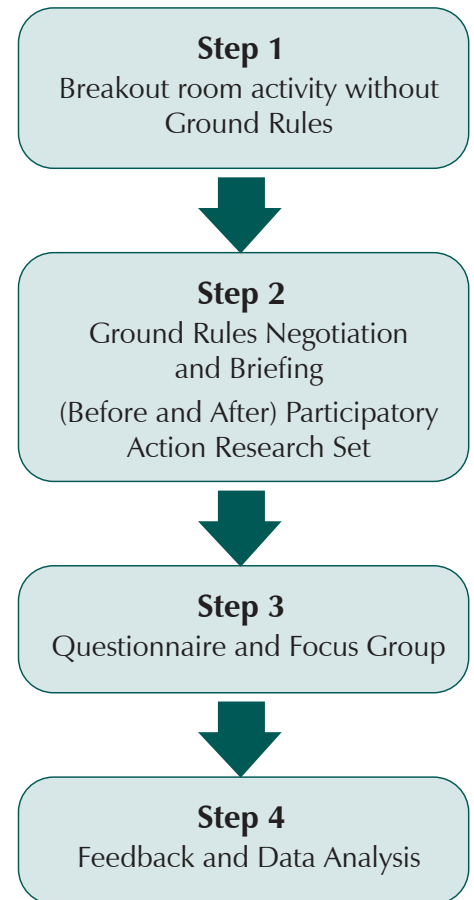 Step 1
Breakout room activity without
Ground Rules
Step 2
Ground Rules Negotiation
and Briefing
(Before and After) Participatory
Action Research Set
Step 3
Questionnaire and Focus Group
Step 4
Feedback and Data Analysis